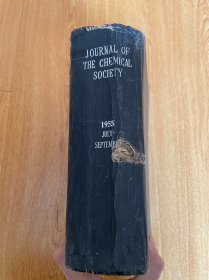 JOURNAL OF
THE CHEMICAL
SOCIETY
1955
JULY-
SEPTEMBER